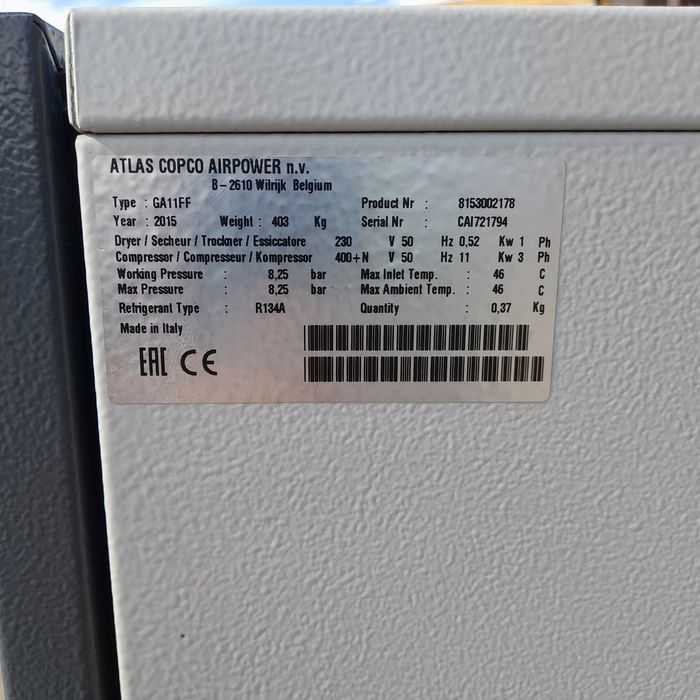 ATLAS COPCO AIRPOWER n.v.
B-2610 Wilrijk Belgium
Type : GA11FF Product Nr : 8153002178
Year : 2015 Weight : 403 Kg Serial Nr : CAI721794
Dryer / Secheur / Trockner / Essiccatore 230 V 50 Hz 0,52 Kw 1 Ph
Compressor / Compresseur / Kompressor 400+N V 50 Hz 11 Kw 3 Ph
Working Pressure : 8,25 bar Max Inlet Temp. : 46 C
Max Pressure : 8,25 bar Max Ambient Temp. : 46 C
Refrigerant Type : R134A Quantity : 0,37 Kg
Made in Italy
EAC CE